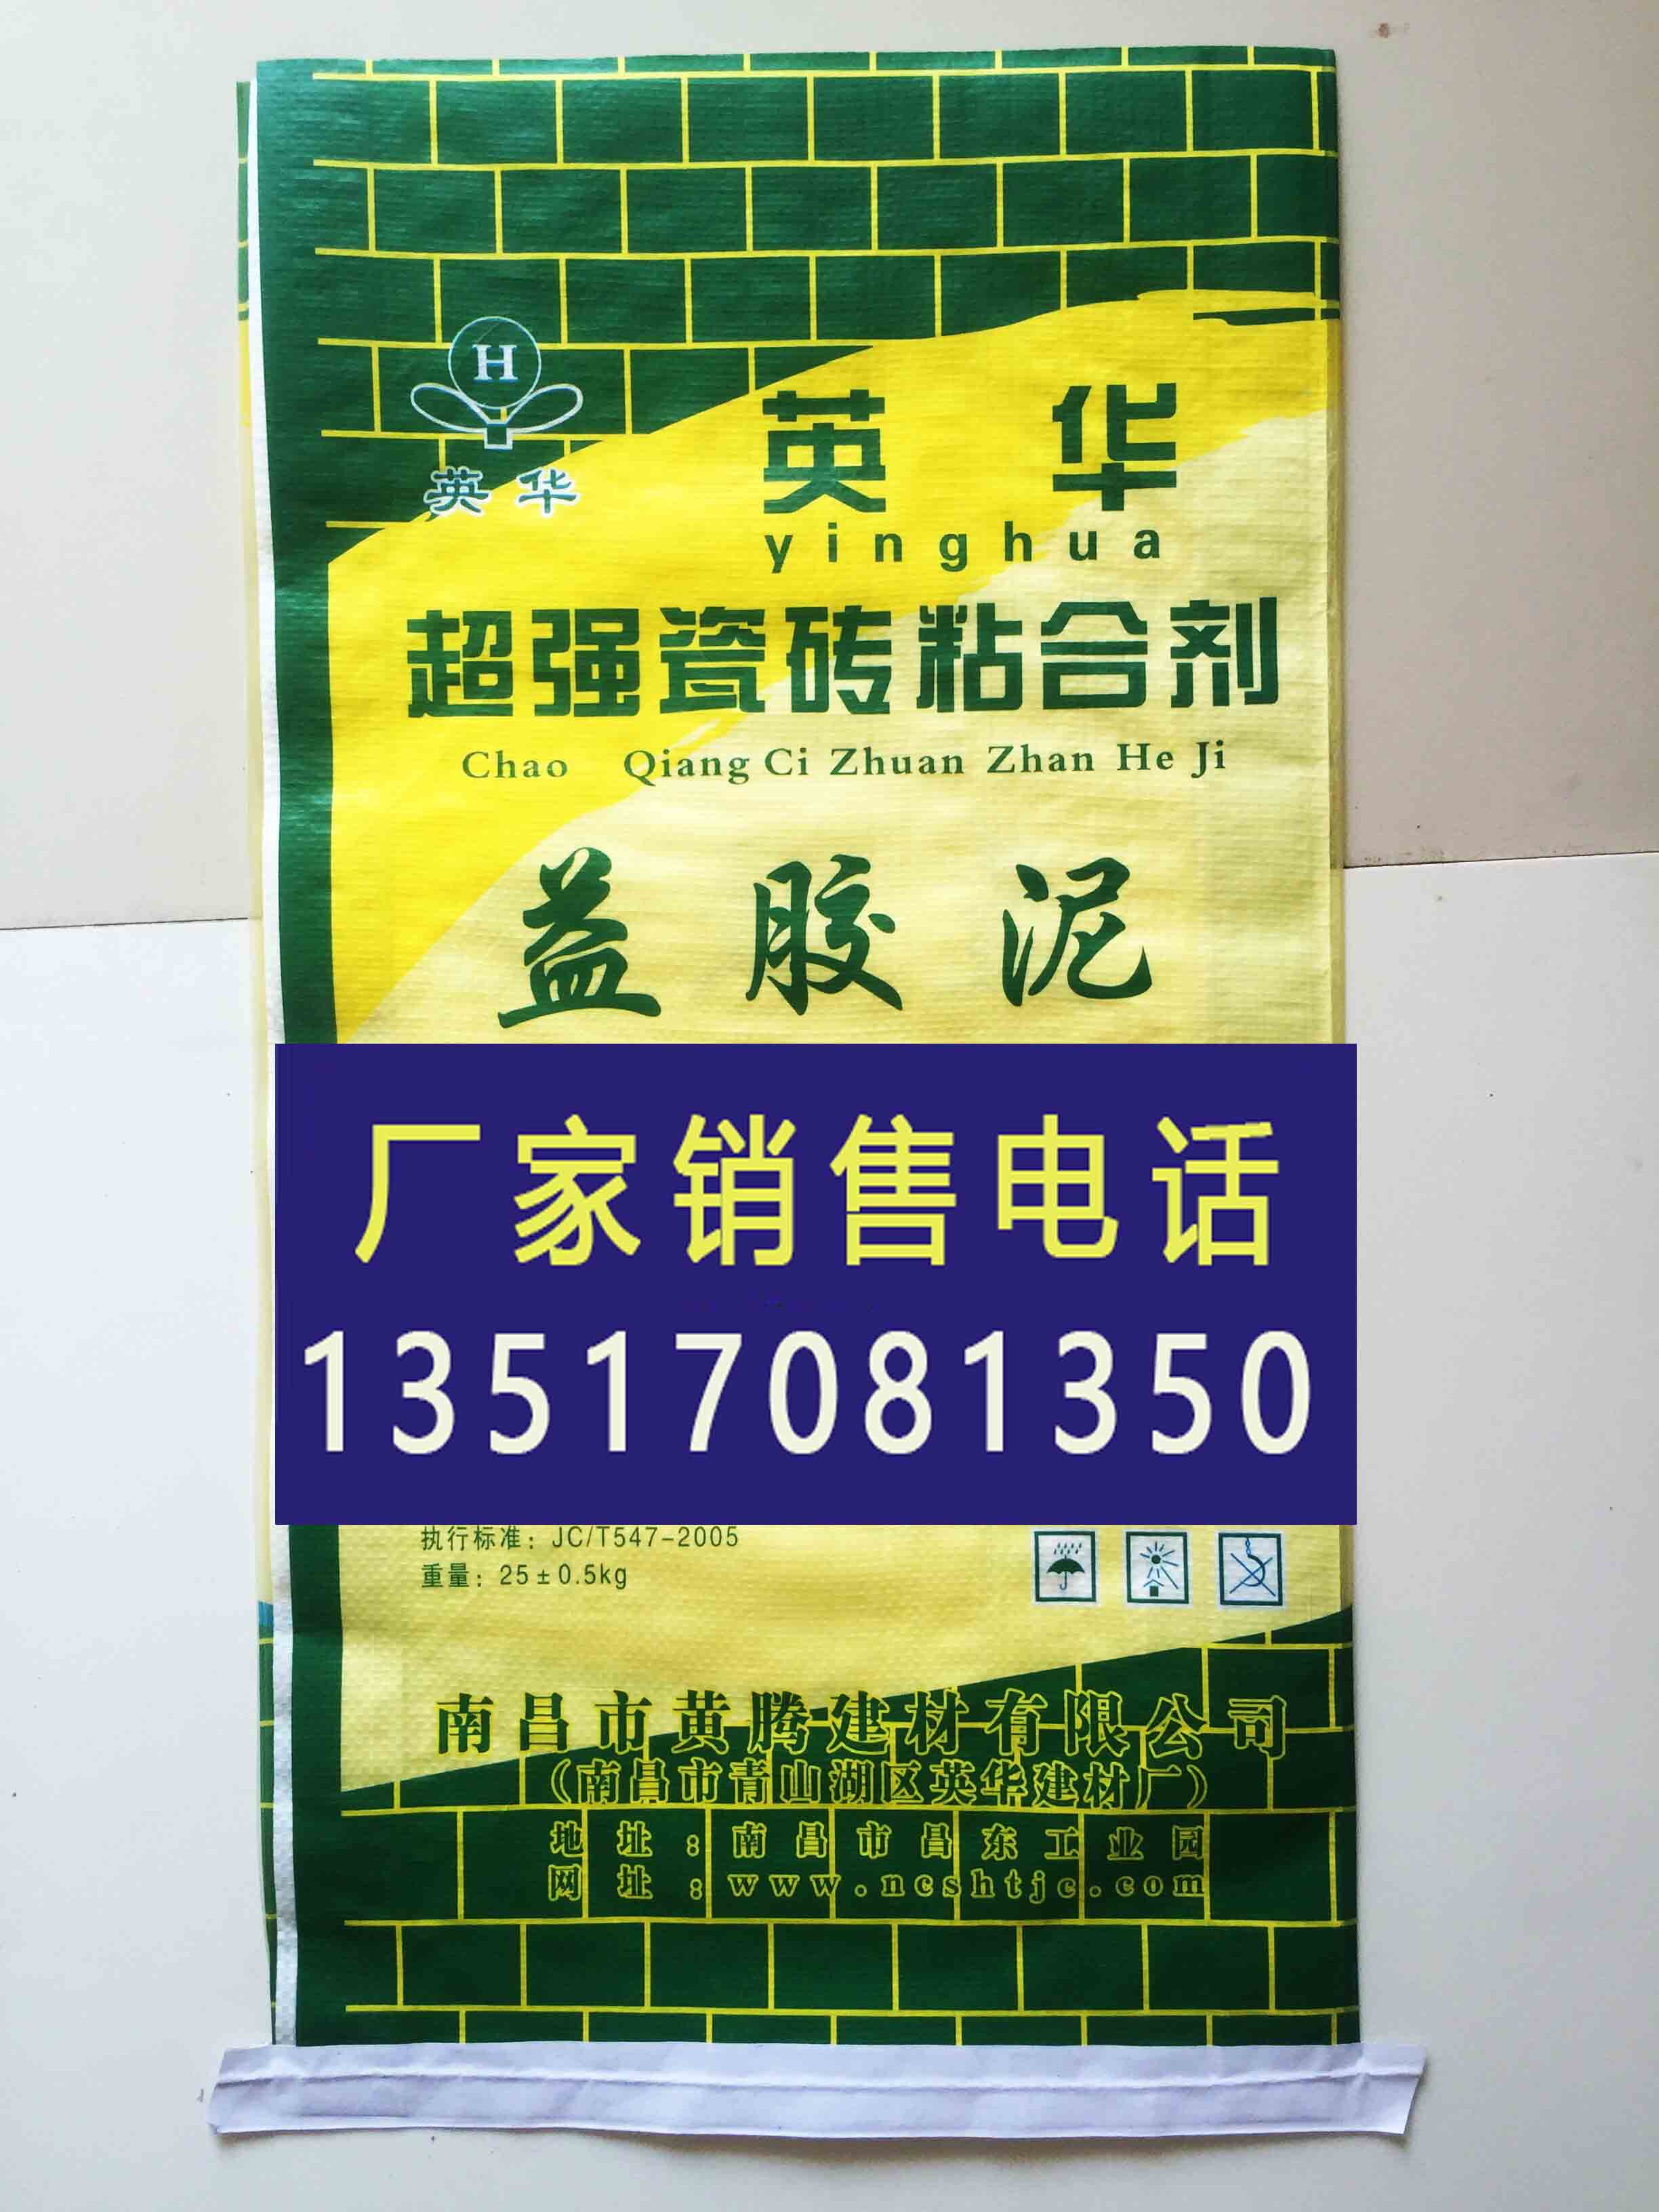 H
英华
英 华
yinghua
超强瓷砖粘合剂
Chao Qiang Ci Zhuan Zhan He Ji
益胶泥
厂家销售电话
13517081350
执行标准：JC/T547-2005
重量：25±0.5kg
南昌市黄腾建材有限公司
（南昌市青山湖区英华建材厂）
地址：南昌市昌东工业园
网址：www.ncshtjc.com